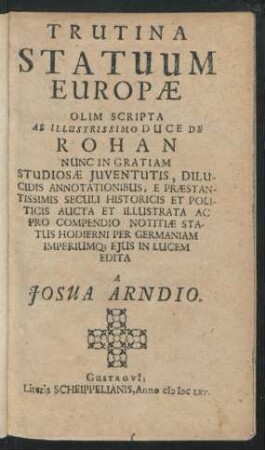 TRUTINA
STATUUM
EUROPÆ
OLIM SCRIPTA
AB ILLUSTRISSIMO DUCE DE
ROHAN
NUNC IN GRATIAM
STUDIOSÆ JUVENTUTIS, DILU-
CIDIS ANNOTATIONIBUS, E PRÆSTAN-
TISSIMIS SECULI HISTORICIS ET POLI-
TICIS AUCTA ET ILLUSTRATA AC
PRO COMPENDIO NOTITIÆ STA-
TUS HODIERNI PER GERMANIAM
IMPERIUMQ; EJUS IN LUCEM
EDITA
A
JOSUA ARNDIO.
GUSTROVI;
Literis SCHEIPPELIANIS, Anno cIɔ Iɔc LXV.